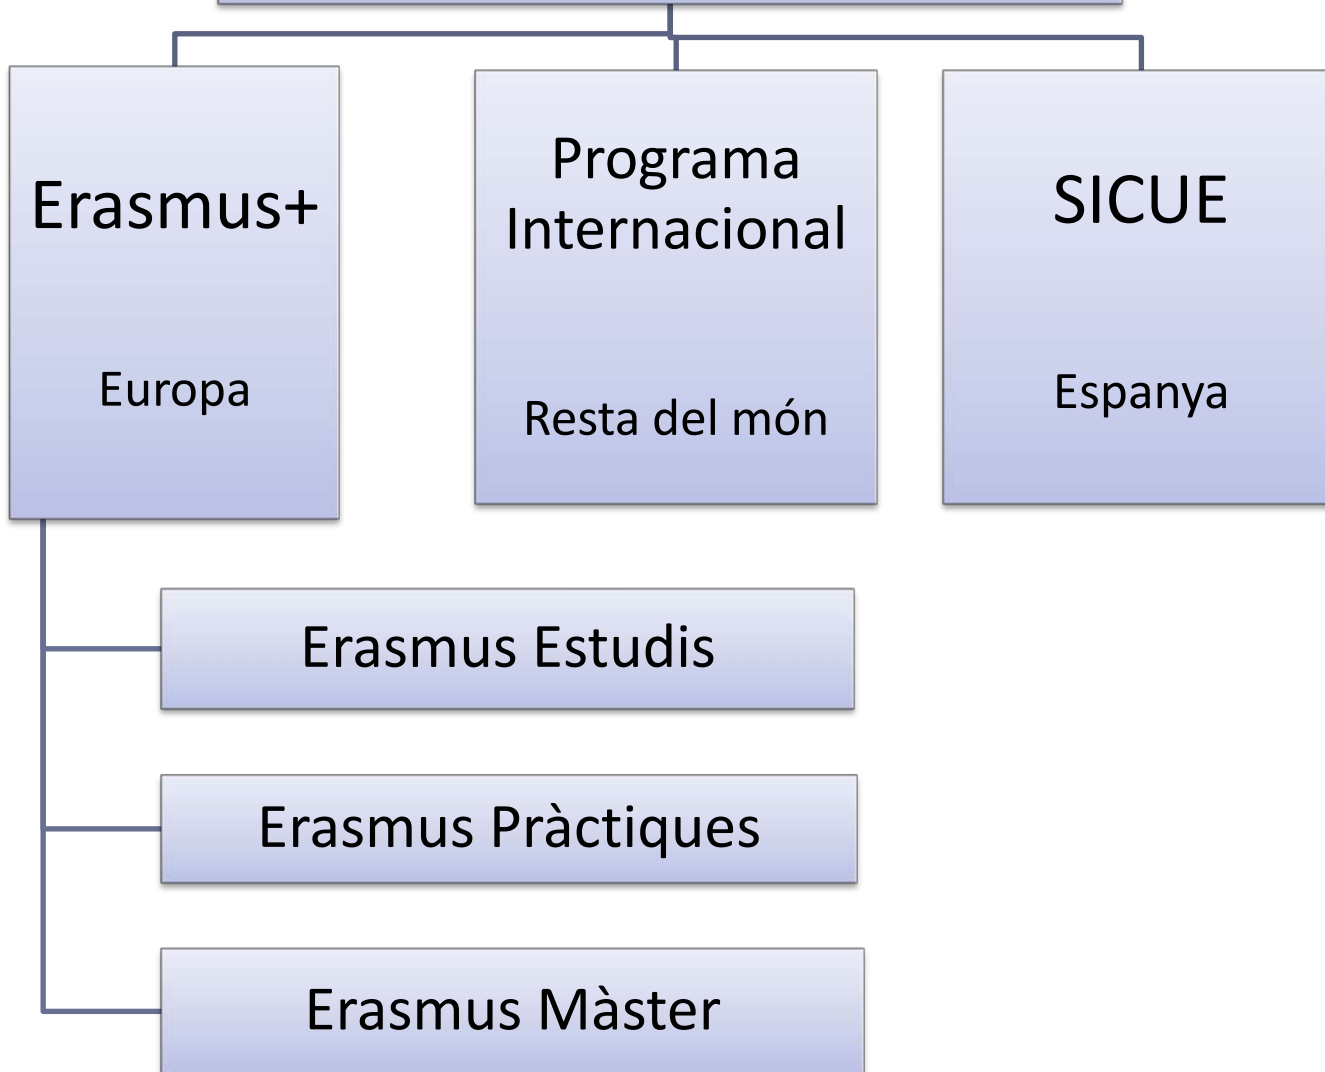 Erasmus+
Europa
Programa
Internacional
Resta del món
SICUE
Espanya
Erasmus Estudis
Erasmus Pràctiques
Erasmus Màster